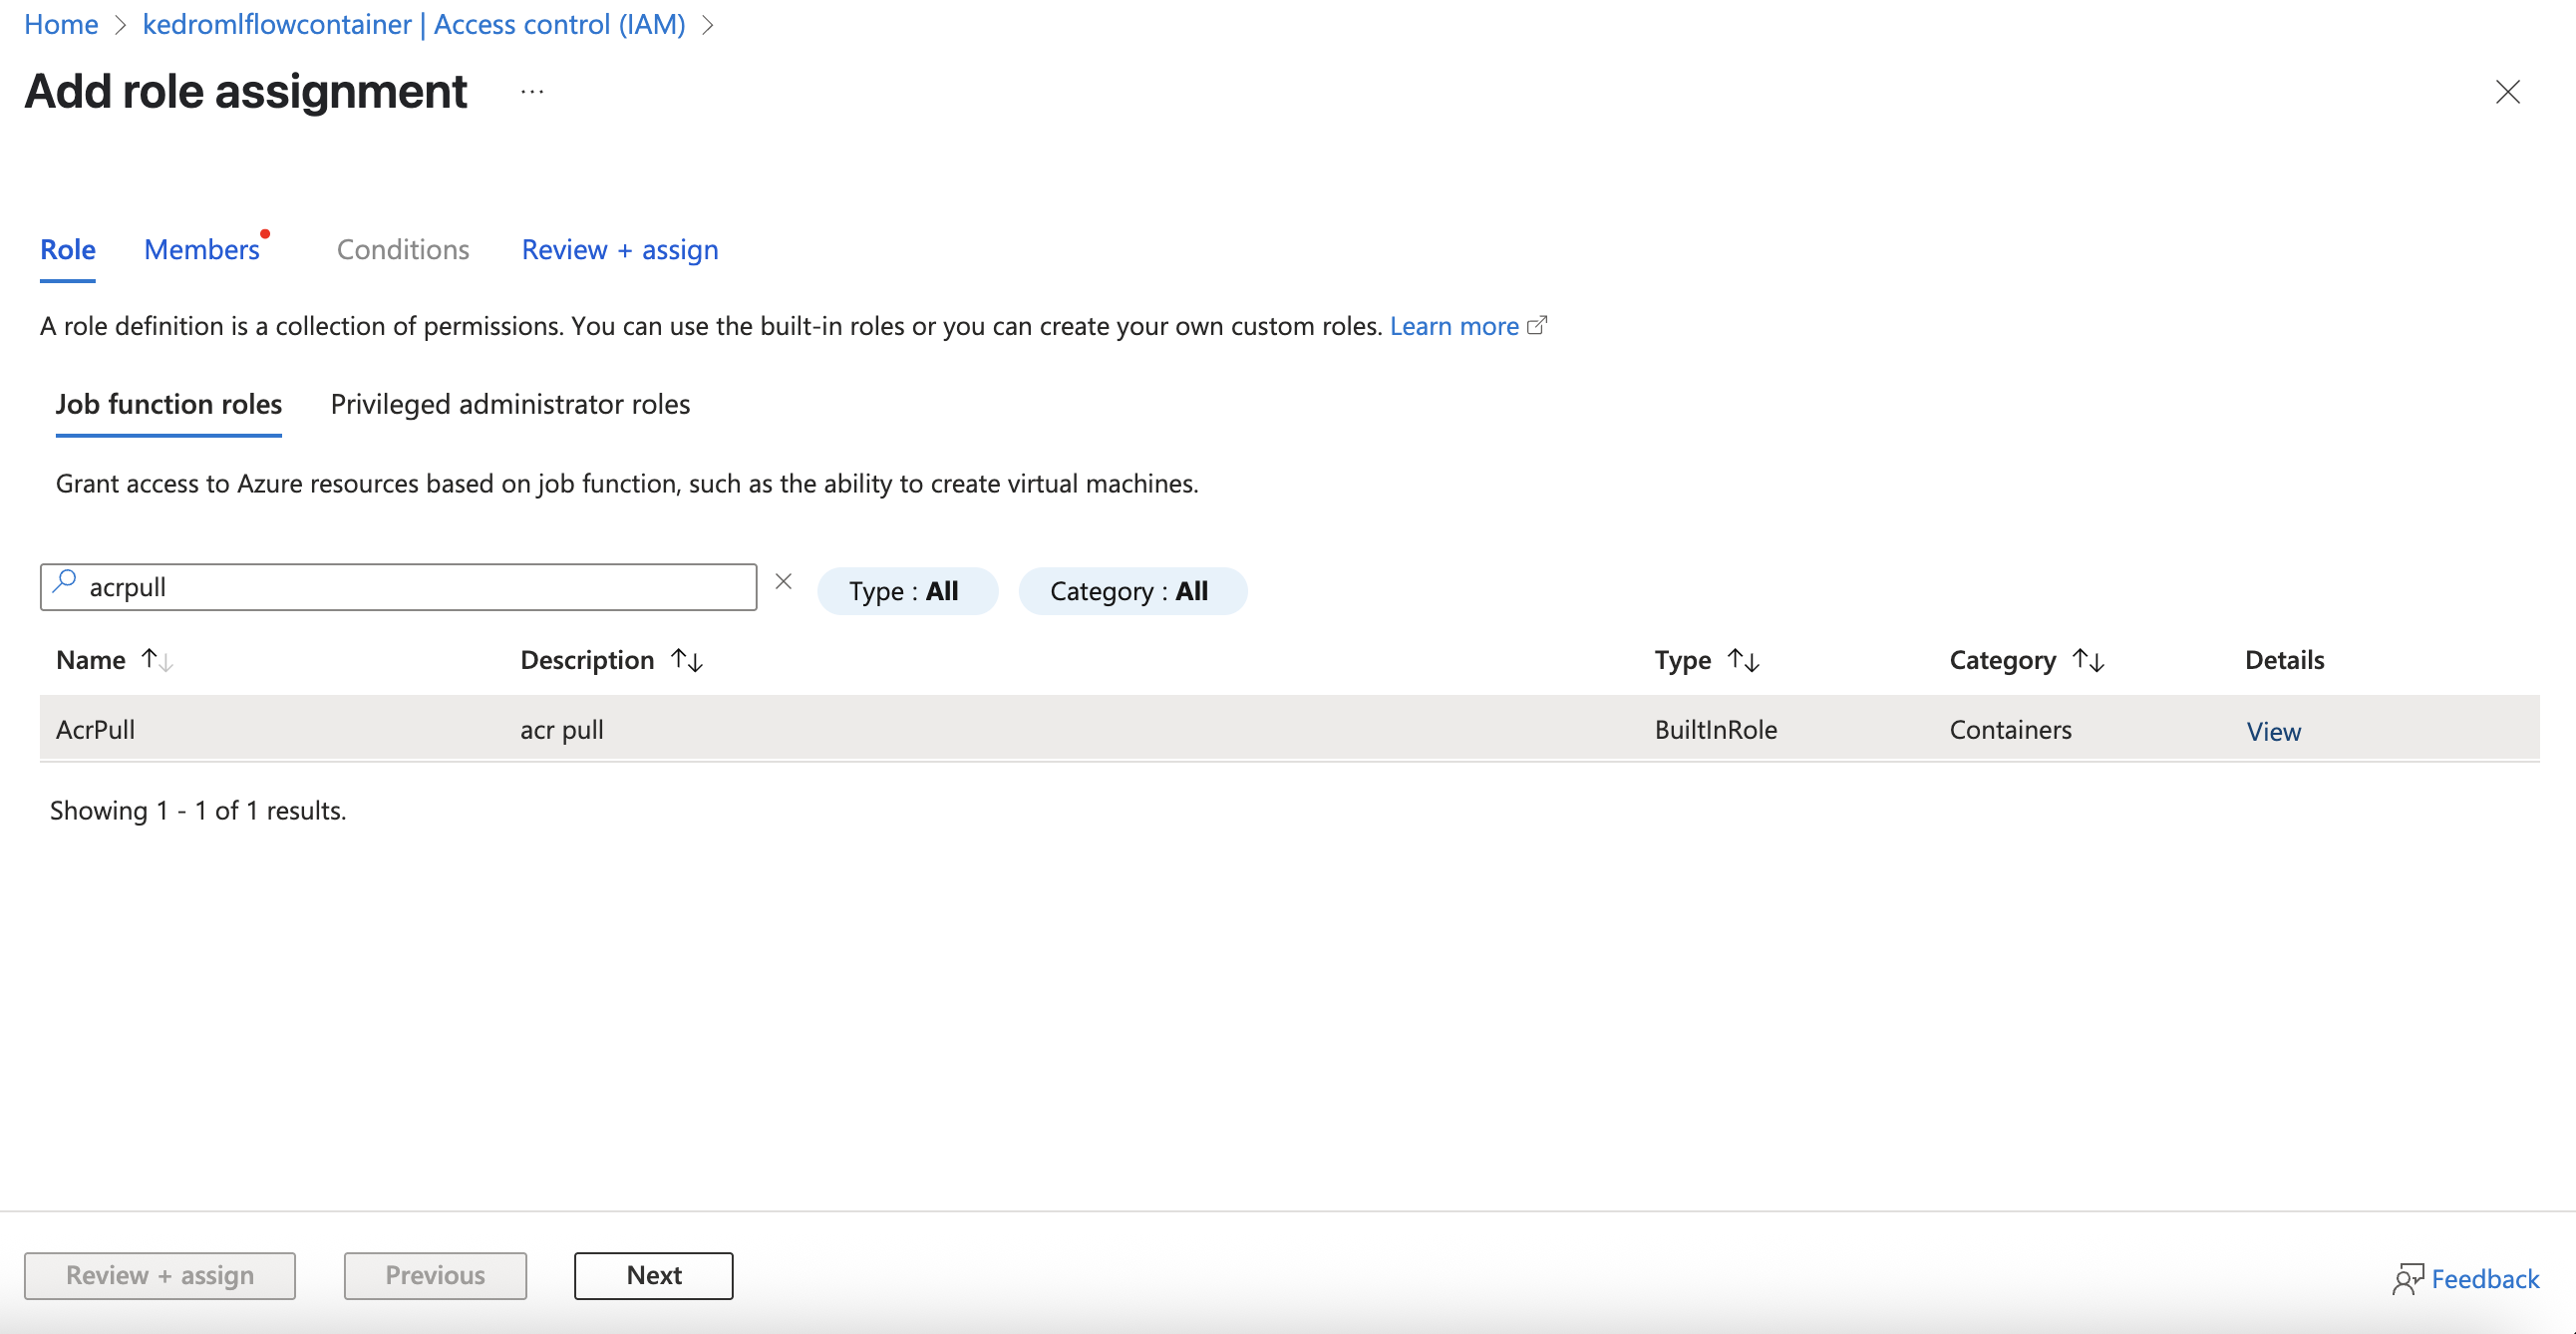 Home > kedromlflowcontainer | Access control (IAM) >
Add role assignment ...
Role Members Conditions Review + assign
A role definition is a collection of permissions. You can use the built-in roles or you can create your own custom roles. Learn more
Job function roles Privileged administrator roles
Grant access to Azure resources based on job function, such as the ability to create virtual machines.
acrpull Type : All Category : All
Name ↑↓ Description ↑↓ Type ↑↓ Category ↑↓ Details
AcrPull acr pull BuiltInRole Containers View
Showing 1 - 1 of 1 results.
Review + assign Previous Next Feedback